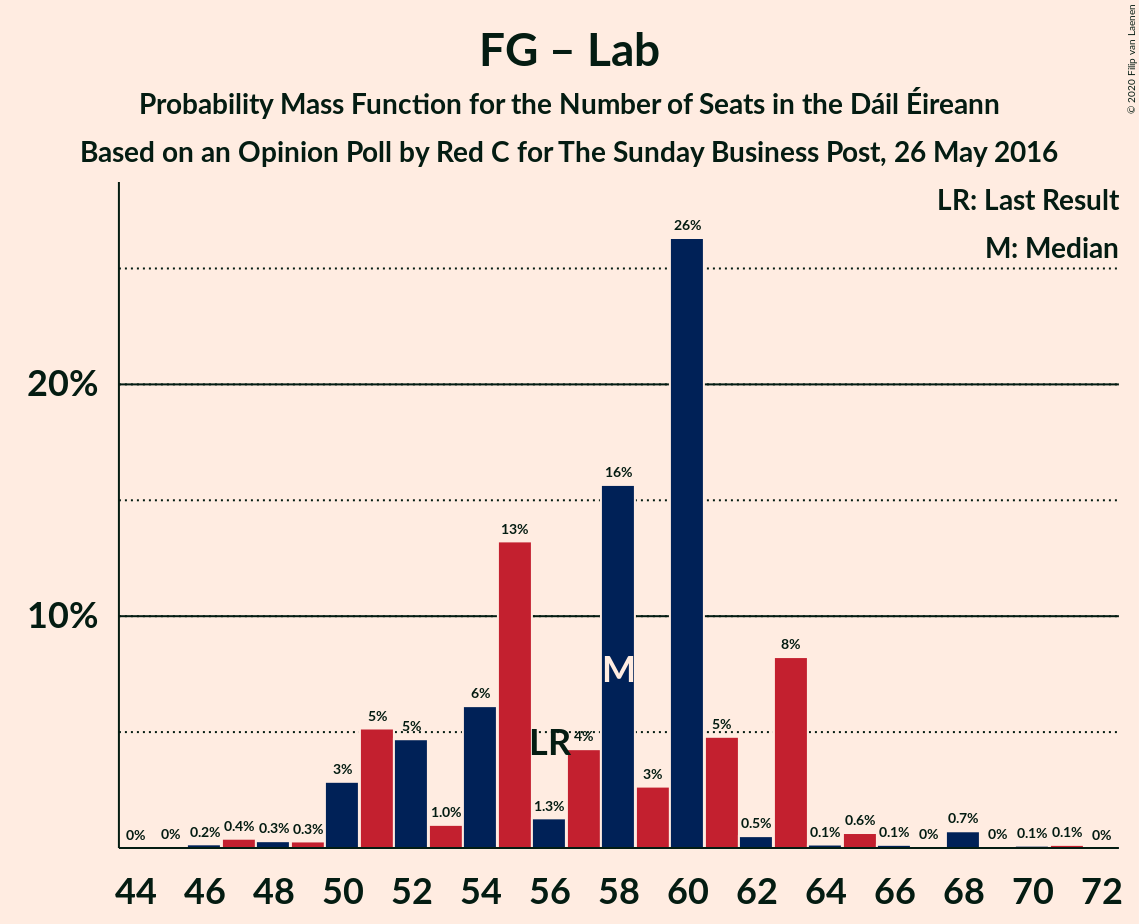 FG – Lab
Probability Mass Function for the Number of Seats in the Dáil Éireann
Based on an Opinion Poll by Red C for The Sunday Business Post, 26 May 2016
© 2020 Filip van Laenen
LR: Last Result
M: Median
20%
10%
0% 0% 0.2% 0.4% 0.3% 0.3% 3% 5% 5% 1.0% 6% 13% 1.3% 4% 16% 3% 26% 5% 0.5% 8% 0.1% 0.6% 0.1% 0% 0.7% 0% 0.1% 0.1% 0%
LR
M
44 46 48 50 52 54 56 58 60 62 64 66 68 70 72